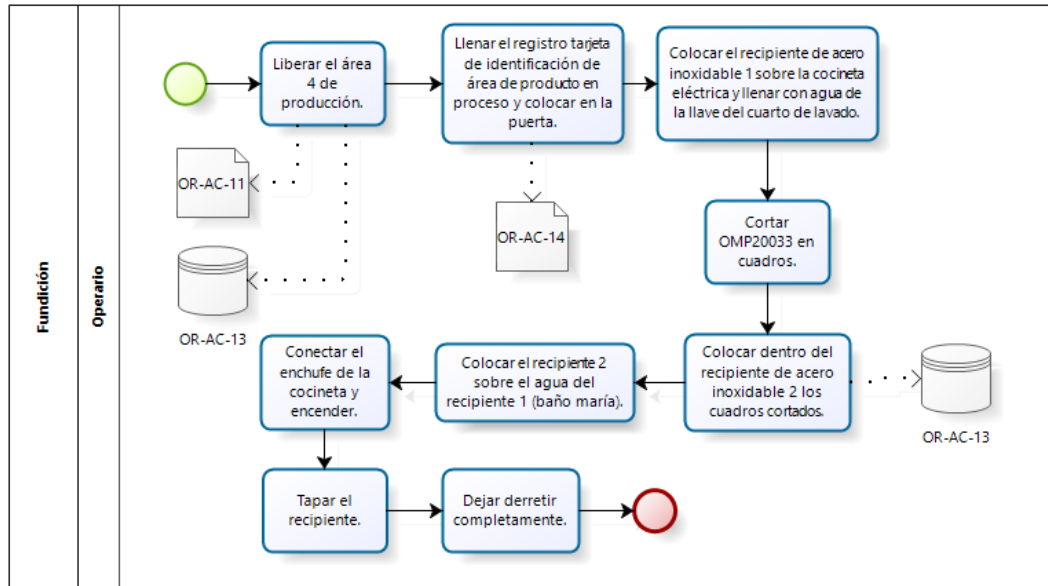 Fundición
Operario
Liberar el área
4 de
producción.
Llenar el registro tarjeta
de identificación de
área de producto en
proceso y colocar en la
puerta.
Colocar el recipiente de acero
inoxidable 1 sobre la cocineta
eléctrica y llenar con agua de
la llave del cuarto de lavado.
OR-AC-11
OR-AC-14
OR-AC-13
Cortar
OMP20033 en
cuadros.
Colocar dentro del
recipiente de acero
inoxidable 2 los
cuadros cortados.
OR-AC-13
Colocar el recipiente 2
sobre el agua del
recipiente 1 (baño maría).
Conectar el
enchufe de la
cocineta y
encender.
Tapar el
recipiente.
Dejar derretir
completamente.